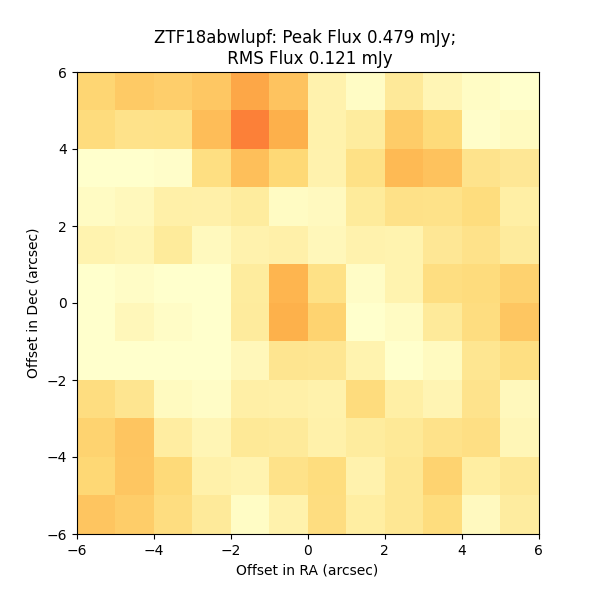 ZTF18abwlupf: Peak Flux 0.479 mJy;
RMS Flux 0.121 mJy
6
4
2
0
−2
−4
−6
Offset in Dec (arcsec)
−6 −4 −2 0 2 4 6
Offset in RA (arcsec)